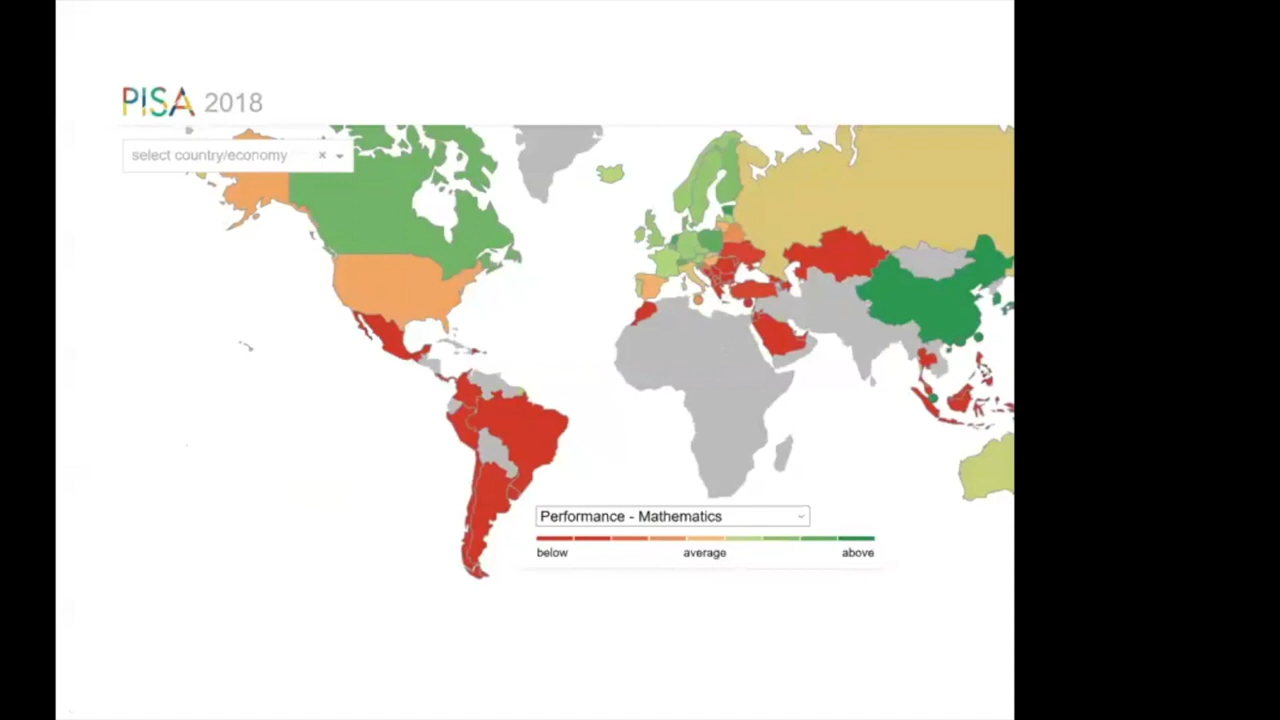 PISA 2018
select country/economy × 
Performance - Mathematics
below average above